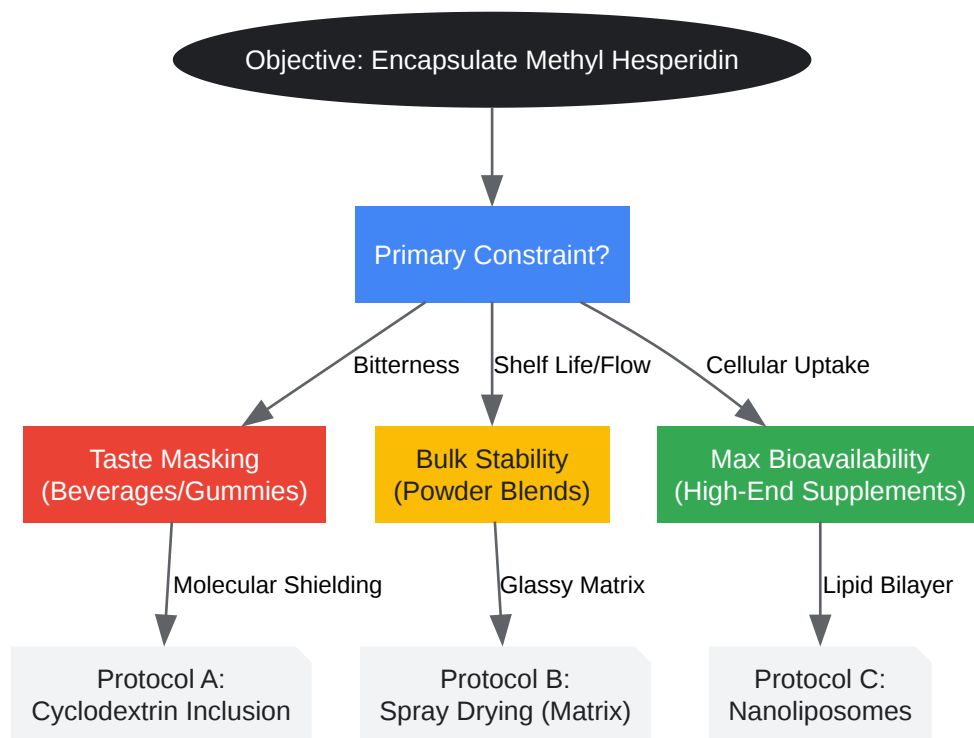 Objective: Encapsulate Methyl Hesperidin
Primary Constraint?
Bitterness
Shelf Life/Flow
Cellular Uptake
Taste Masking
(Beverages/Gummies)
Bulk Stability
(Powder Blends)
Max Bioavailability
(High-End Supplements)
Molecular Shielding
Glassy Matrix
Lipid Bilayer
Protocol A:
Cyclodextrin Inclusion
Protocol B:
Spray Drying (Matrix)
Protocol C:
Nanoliposomes